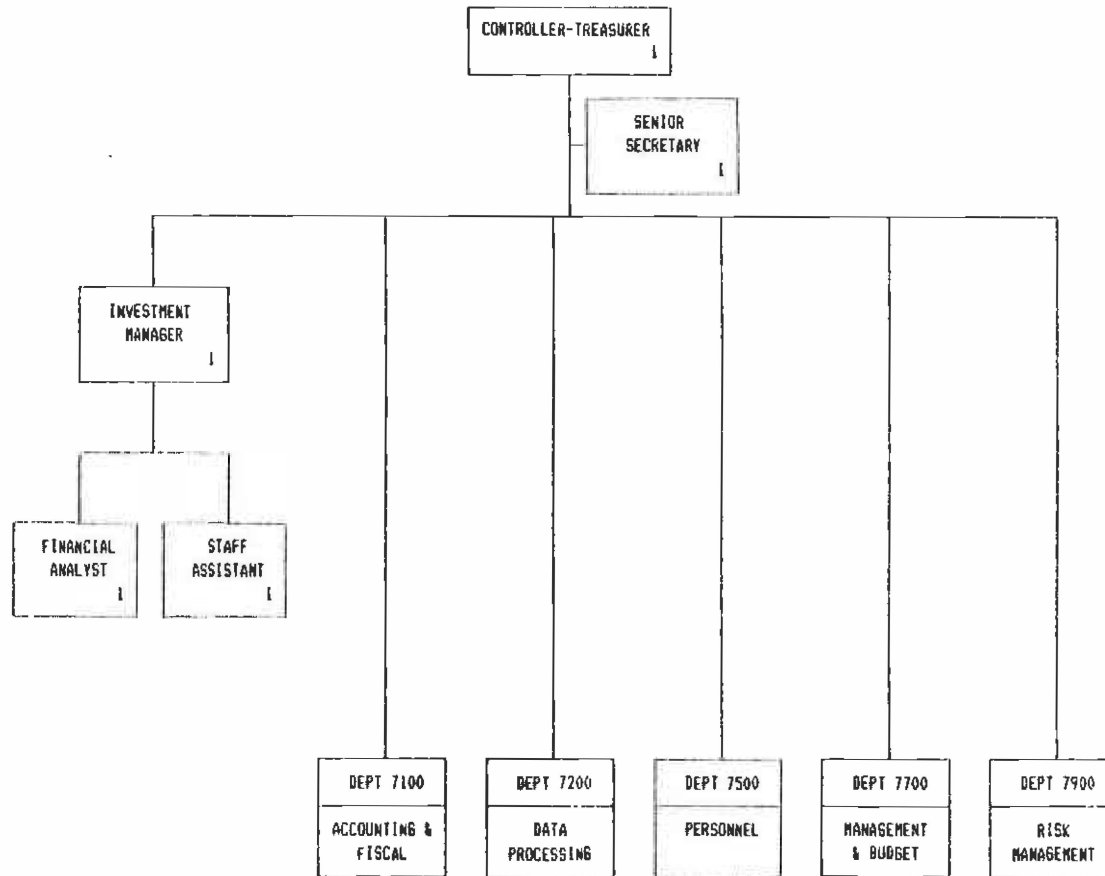 CONTROLLER-TREASURER
1
SENIOR
SECRETARY
1
INVESTMENT
MANAGER
1
FINANCIAL
ANALYST
1
STAFF
ASSISTANT
1
DEPT 7100
ACCOUNTING &
FISCAL
DEPT 7200
DATA
PROCESSING
DEPT 7500
PERSONNEL
DEPT 7700
MANAGEMENT
& BUDGET
DEPT 7900
RISK
MANAGEMENT